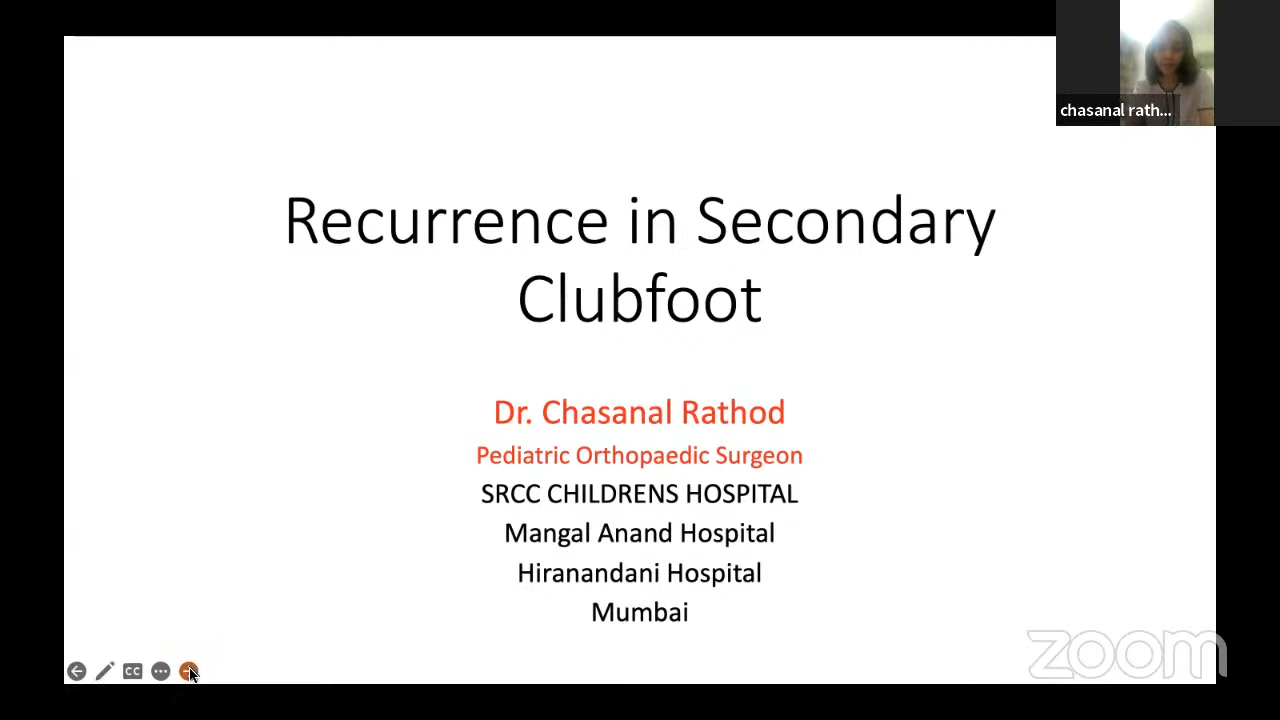 chasanal rath...
Recurrence in Secondary
Clubfoot
Dr. Chasanal Rathod
Pediatric Orthopaedic Surgeon
SRCC CHILDRENS HOSPITAL
Mangal Anand Hospital
Hiranandani Hospital
Mumbai
zoom
CC